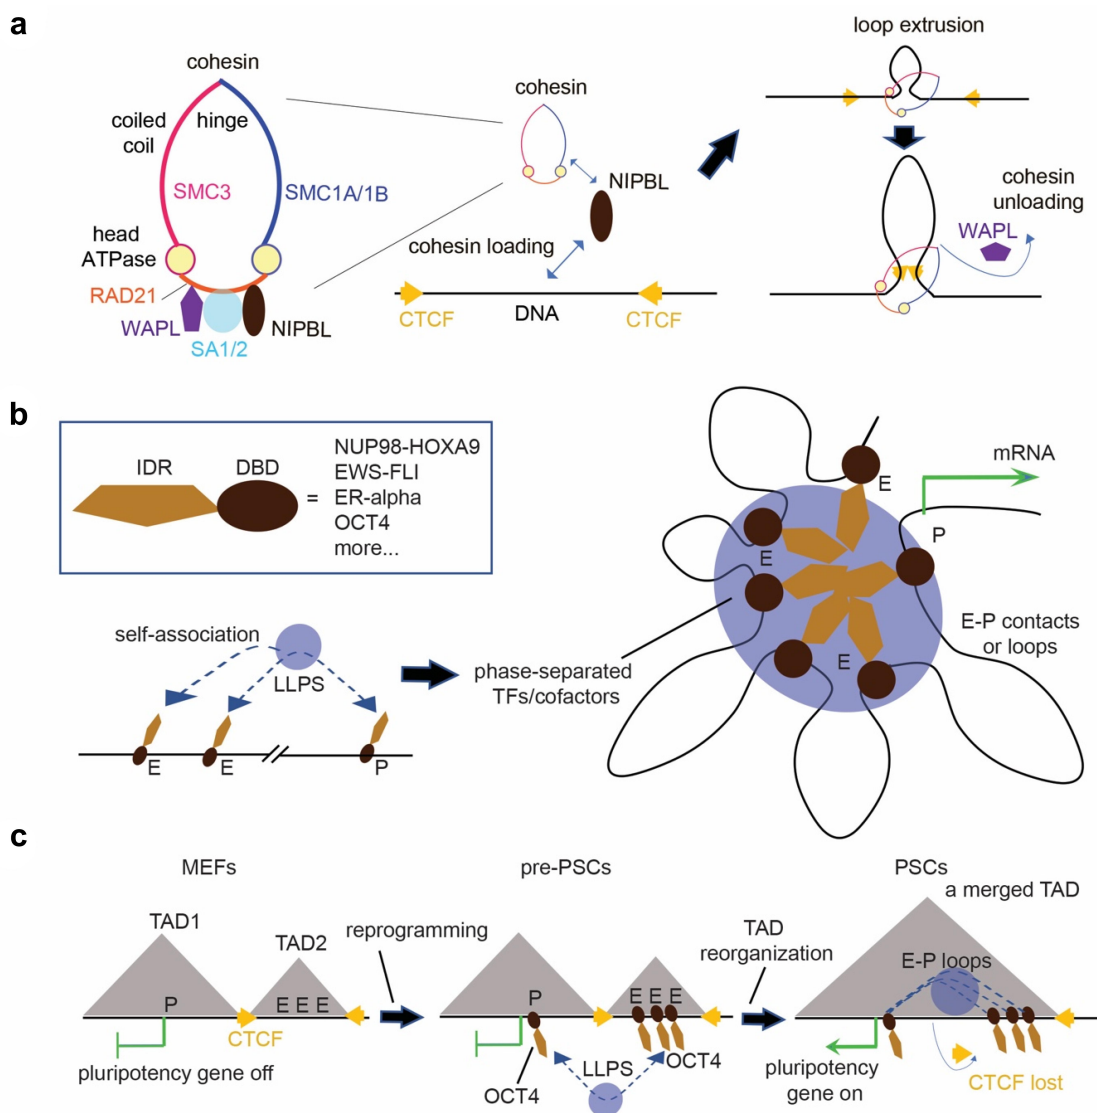 a
cohesin
coiled
coil
hinge
SMC3
SMC1A/1B
head
ATPase
RAD21
WAPL
SA1/2
NIPBL
cohesin
NIPBL
cohesin loading
CTCF
DNA
CTCF
loop extrusion
cohesin
unloading
WAPL
b
IDR
DBD
=
NUP98-HOXA9
EWS-FLI
ER-alpha
OCT4
more...
self-association
LLPS
E
E
P
phase-separated
TFs/cofactors
E
E
E
P
mRNA
E-P contacts
or loops
c
MEFs
TAD1
TAD2
P
E E E
CTCF
pluripotency gene off
reprogramming
pre-PSCs
P
E E E
OCT4
LLPS
OCT4
TAD
reorganization
PSCs
a merged TAD
E-P loops
pluripotency
gene on
CTCF lost